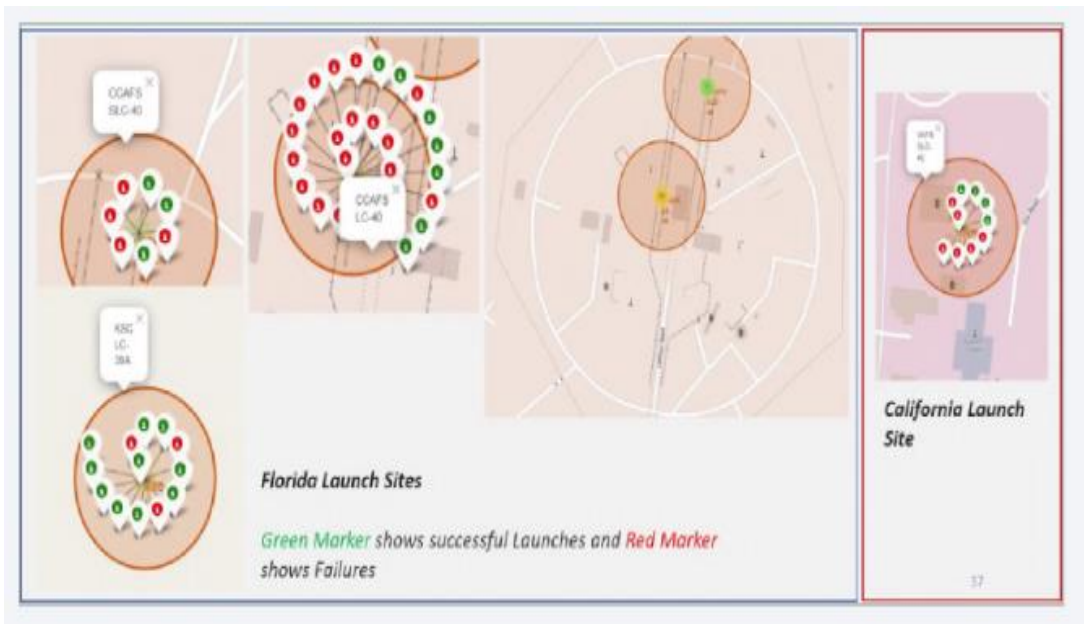 CCAFS
SLC-40
CCAFS
LC-40
KSC
LC-
39A
Florida Launch Sites
Green Marker shows successful Launches and Red Marker
shows Failures
California Launch
Site
37